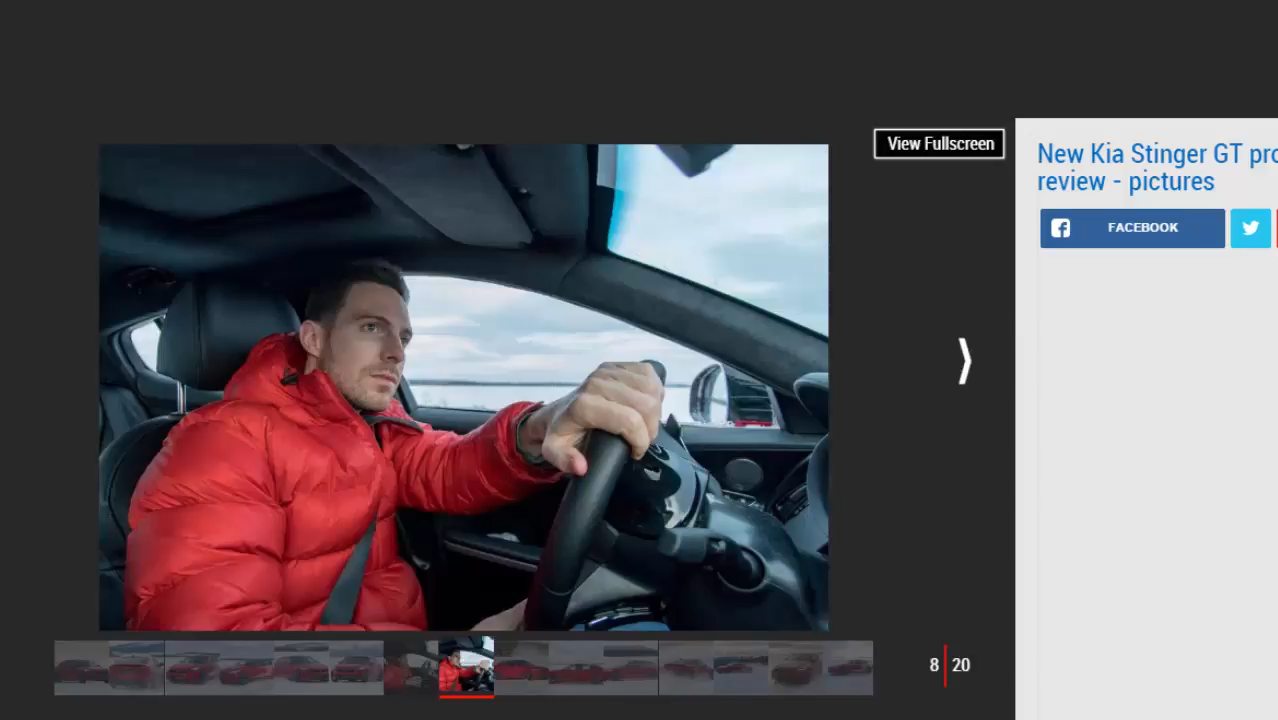 View Fullscreen
New Kia Stinger GT pro
review - pictures
FACEBOOK
8 20